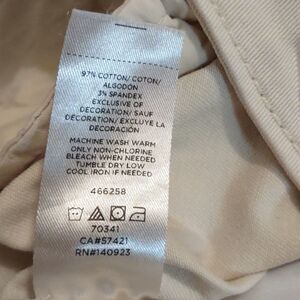 97% COTTON/ COTON/
ALGODÓN
3% SPANDEX
EXCLUSIVE OF
DECORATION/ SAUF
DÉCORATION/ EXCLUYE LA
DECORACIÓN
MACHINE WASH WARM
ONLY NON-CHLORINE
BLEACH WHEN NEEDED
TUMBLE DRY LOW
COOL IRON IF NEEDED
466258
70341
CA#57421
RN#140923